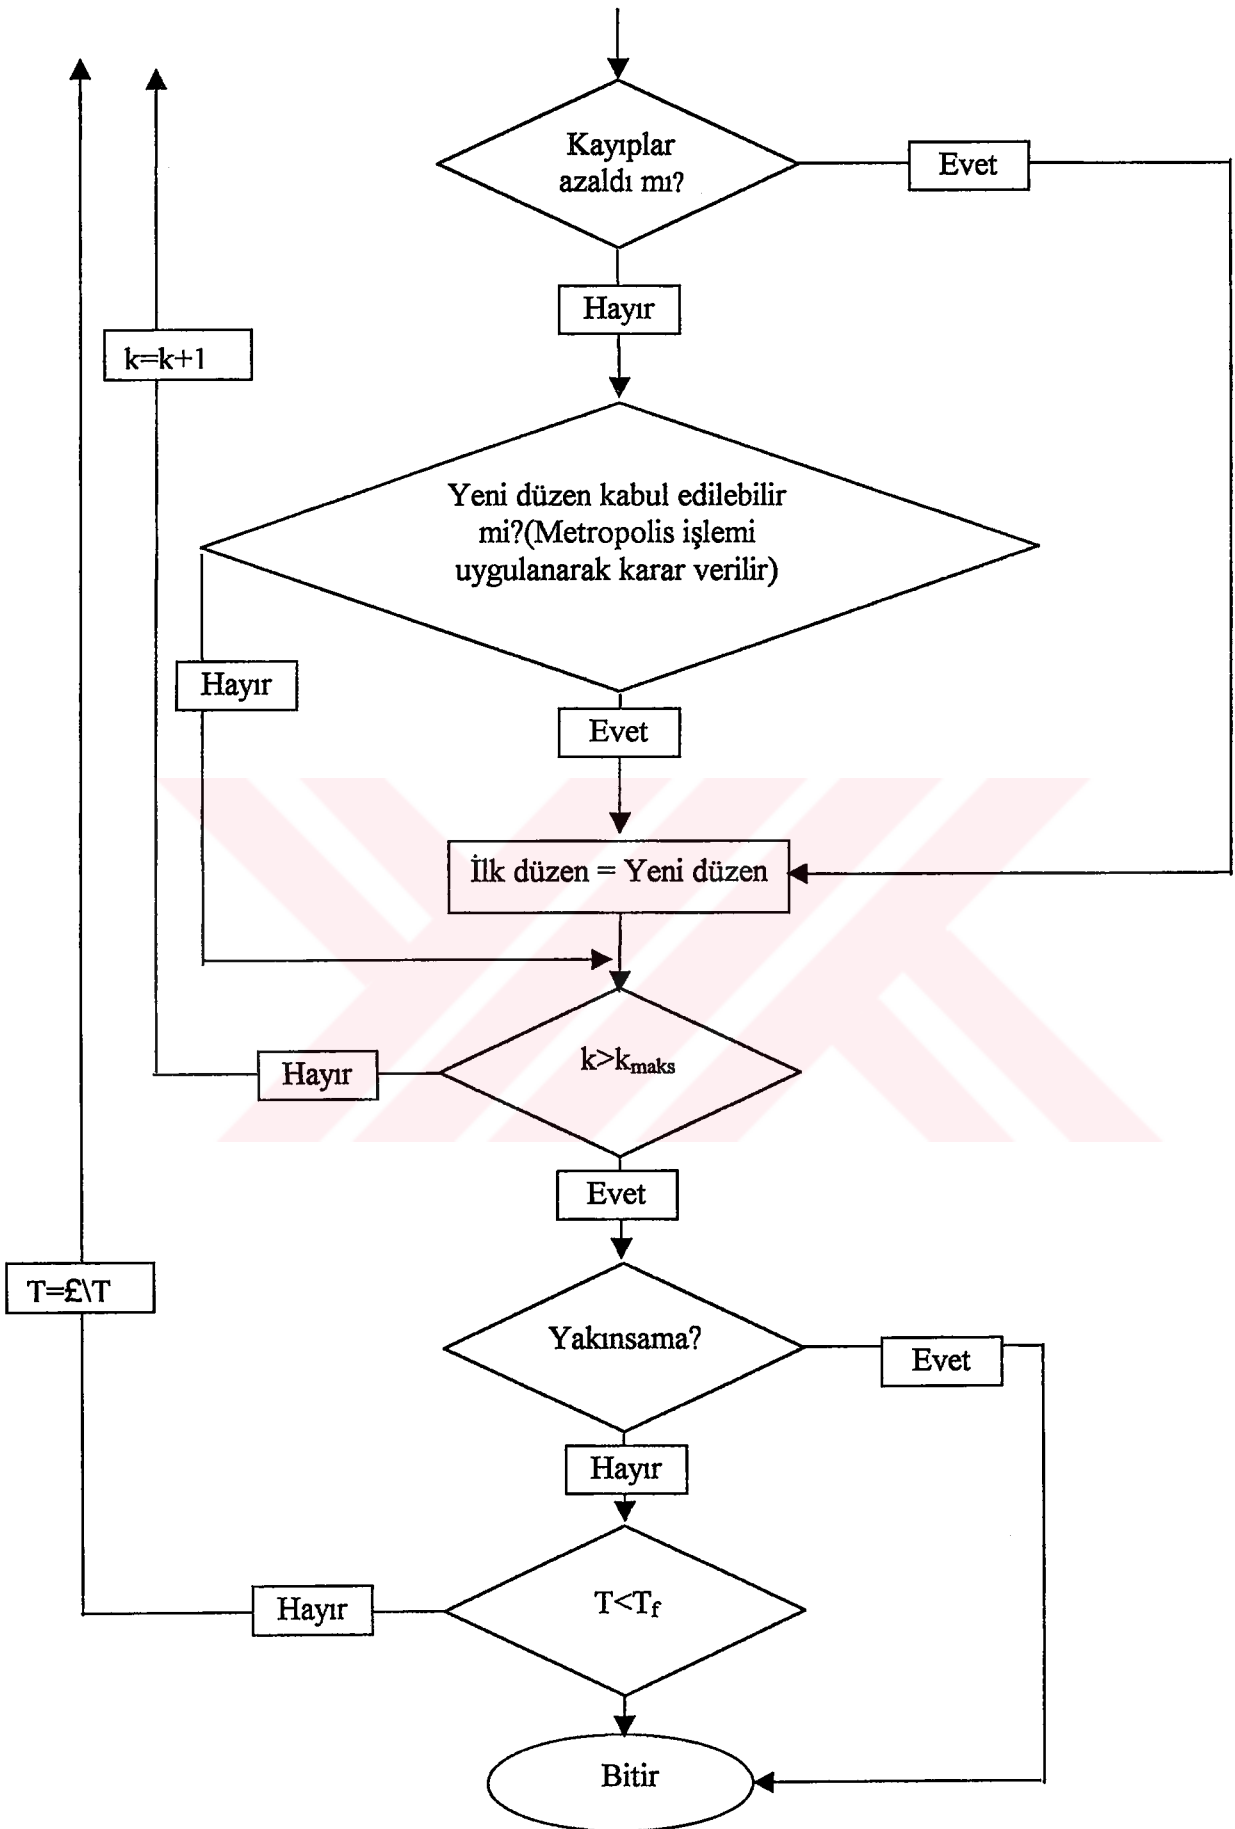 Kayıplar
azaldı mı?
Evet
Hayır
k=k+1
Yeni düzen kabul edilebilir
mi?(Metropolis işlemi
uygulanarak karar verilir)
Hayır
Evet
İlk düzen = Yeni düzen
k>kmaks
Hayır
Evet
T=£\T
Yakınsama?
Evet
Hayır
T<Tf
Hayır
Bitir